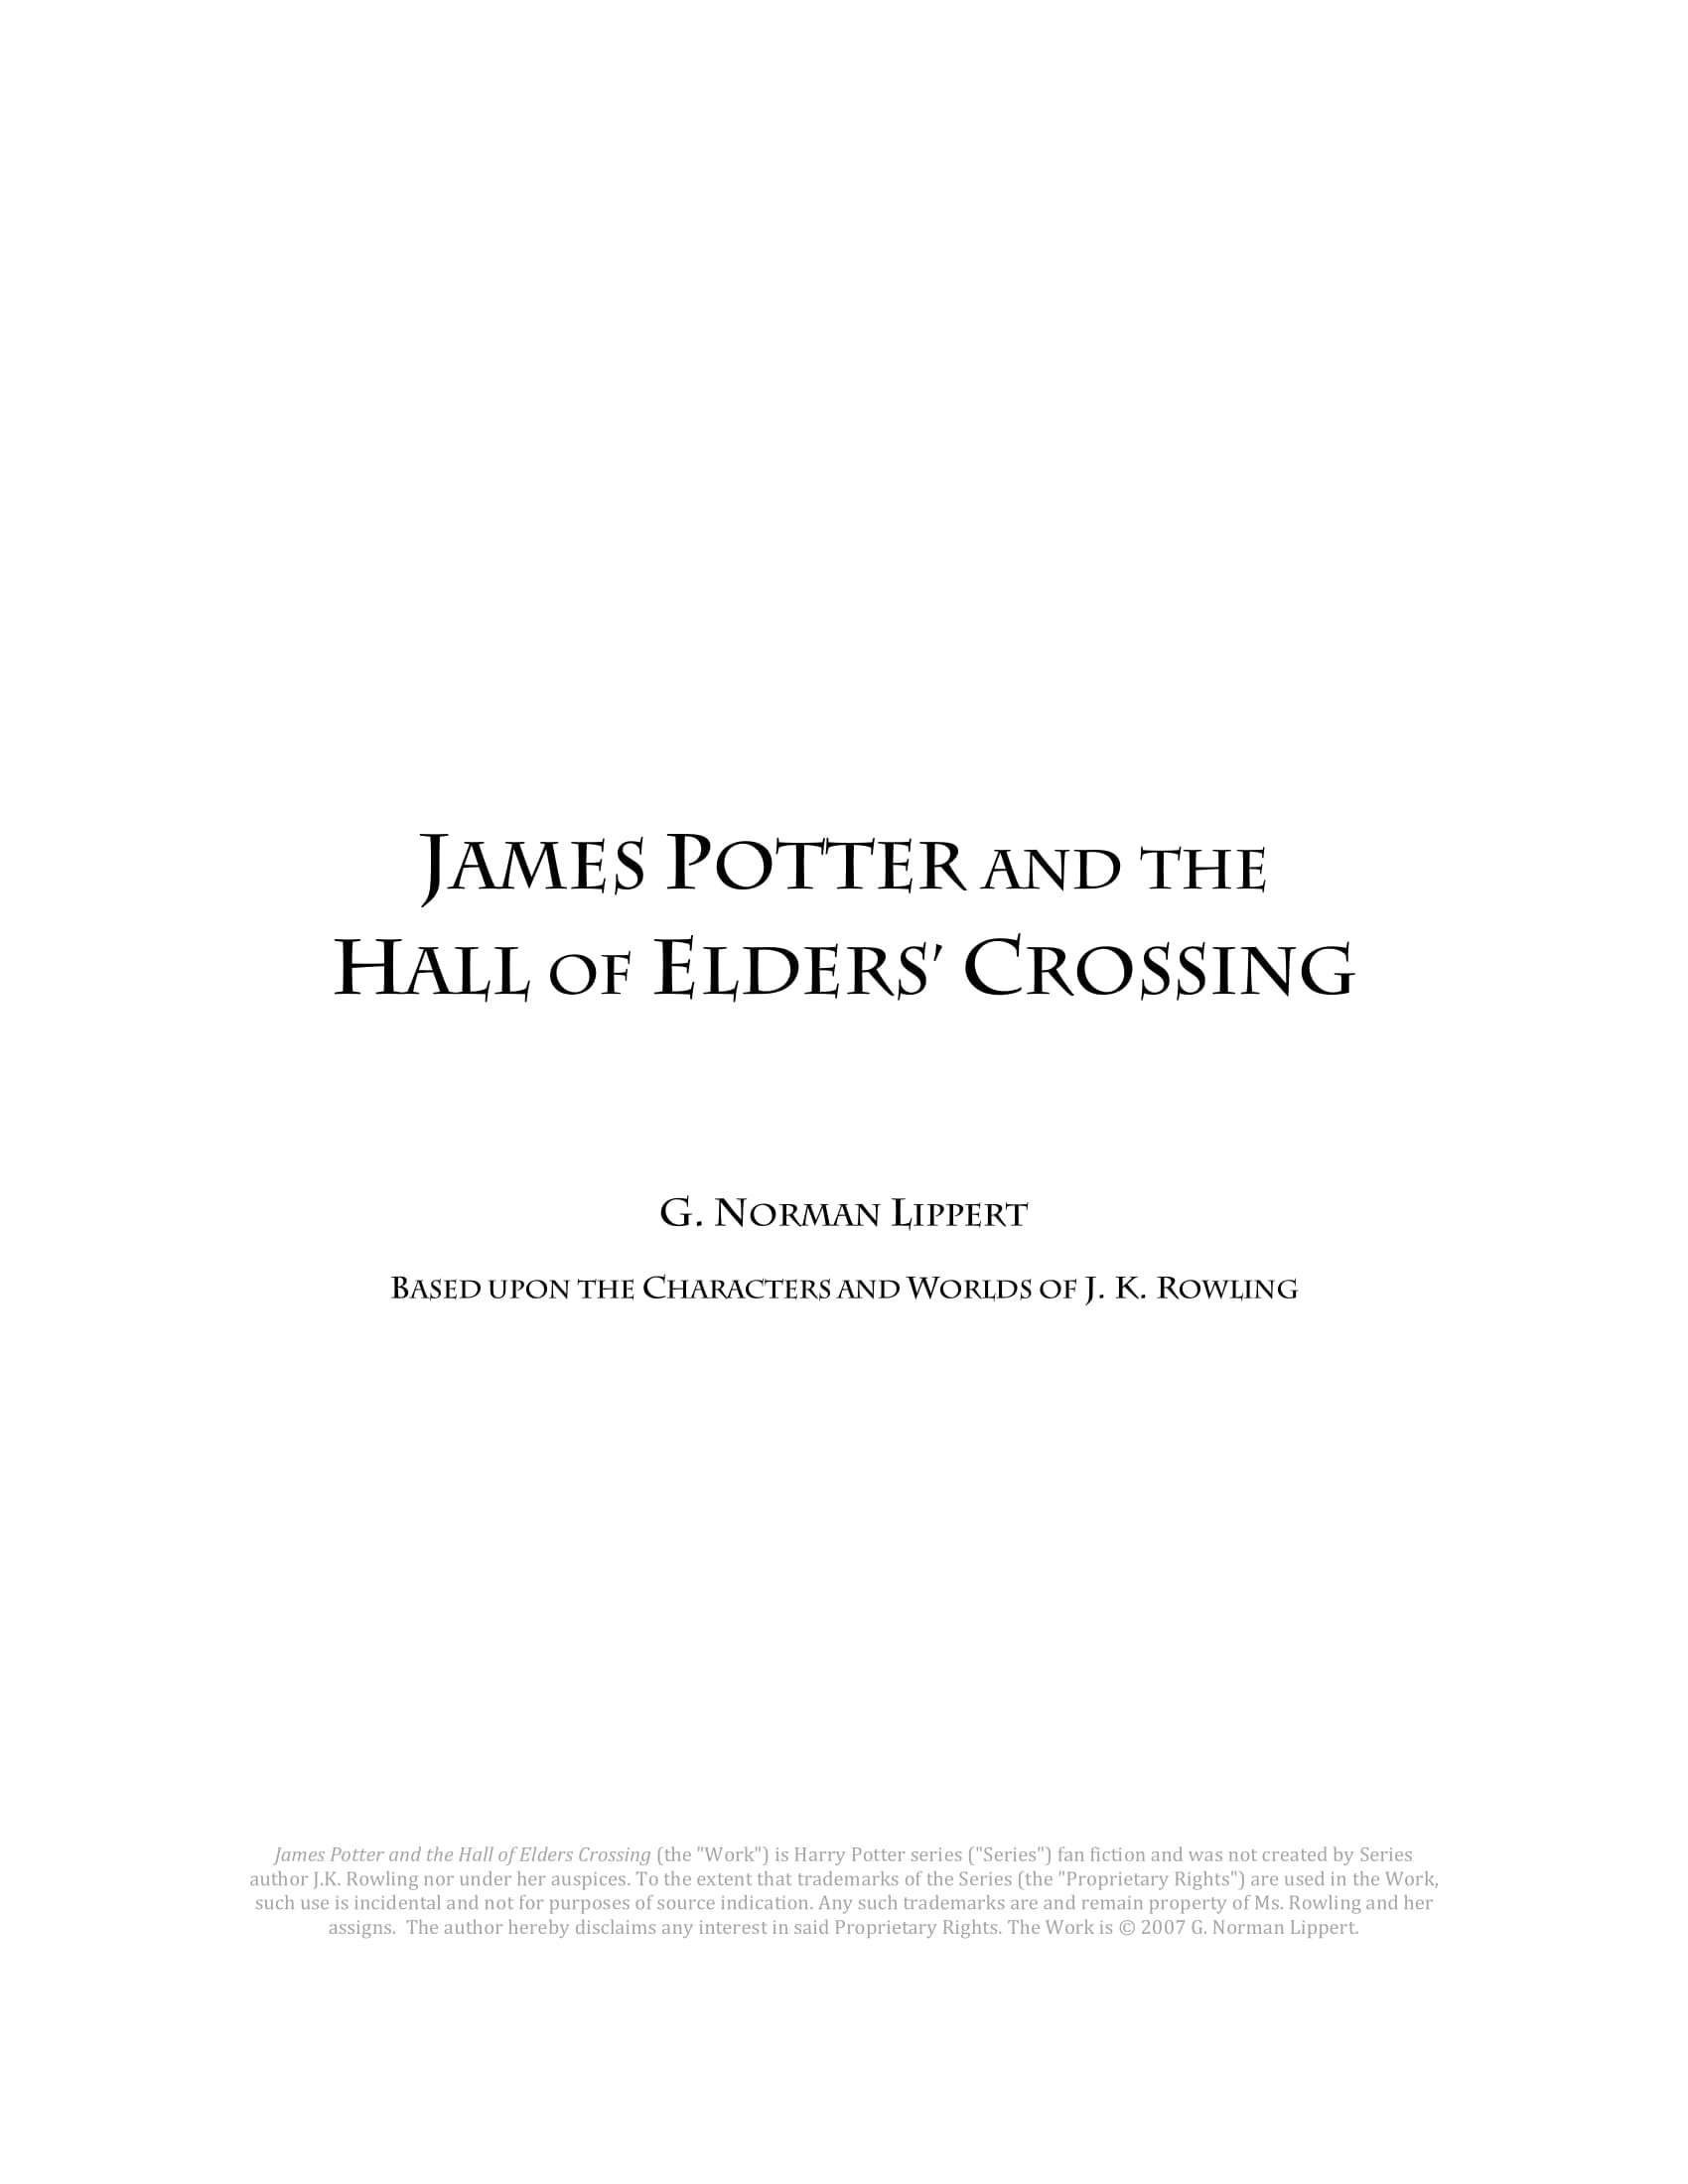 James Potter and the
Hall of Elders’ Crossing
G. Norman Lippert
Based upon the Characters and Worlds of J. K. Rowling
James Potter and the Hall of Elders Crossing (the "Work") is Harry Potter series ("Series") fan fiction and was not created by Series
author J.K. Rowling nor under her auspices. To the extent that trademarks of the Series (the "Proprietary Rights") are used in the Work,
such use is incidental and not for purposes of source indication. Any such trademarks are and remain property of Ms. Rowling and her
assigns.  The author hereby disclaims any interest in said Proprietary Rights. The Work is © 2007 G. Norman Lippert.